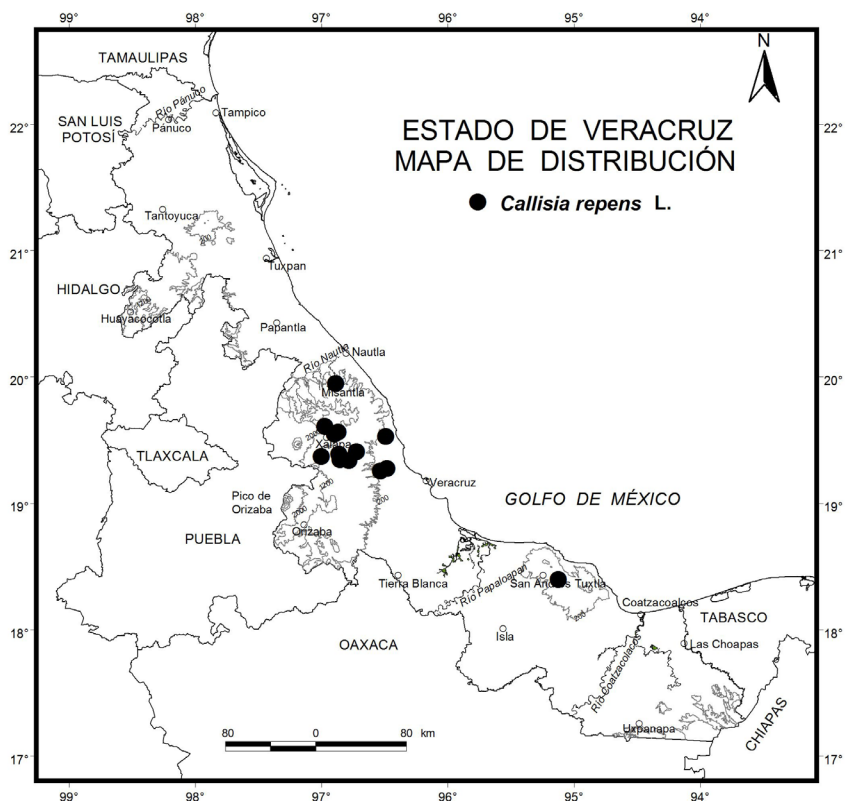 99° 98° 97° 96° 95° 94°
N
TAMAULIPAS
Río Pánuco
Tampico
SAN LUIS
POTOSÍ
Pánuco
22° 22°
ESTADO DE VERACRUZ
MAPA DE DISTRIBUCIÓN
Callisia repens L.
Tantoyuca
200
21° 21°
Tuxpan
HIDALGO
Huayacocotla
Papantla
Río Nautla
Nautla
20° 20°
Misantla
Xalapa
TLAXCALA
Pico de
Orizaba
Veracruz
GOLFO DE MÉXICO
19° 19°
Orizaba
PUEBLA
Tierra Blanca
Río Papaloapan
San Andrés Tuxtla
200
Coatzacoalcos
TABASCO
18° 18°
OAXACA
Isla
Las Choapas
Río Coatzacoalcos
Uxpanapa
CHIAPAS
80 0 80 km
17° 17°
99° 98° 97° 96° 95° 94°